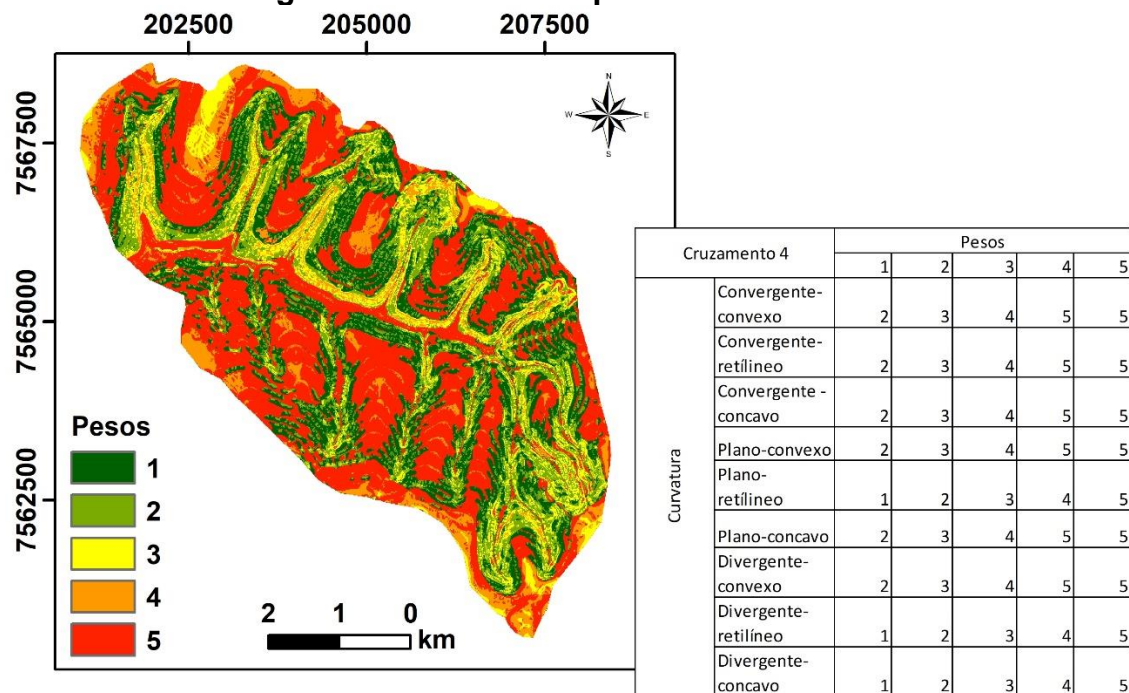 202500 205000 207500
N
W E
S
7567500
7565000
7562500
Pesos
1
2
3
4
5
2 1 0
km
Cruzamento 4
Pesos
1 2 3 4 5
Curvatura
Convergente-
convexo 2 3 4 5 5
Convergente-
retílineo 2 3 4 5 5
Convergente -
concavo 2 3 4 5 5
Plano-convexo 2 3 4 5 5
Plano-
retílineo 1 2 3 4 5
Plano-concavo 2 3 4 5 5
Divergente-
convexo 2 3 4 5 5
Divergente-
retilíneo 1 2 3 4 5
Divergente-
concavo 1 2 3 4 5